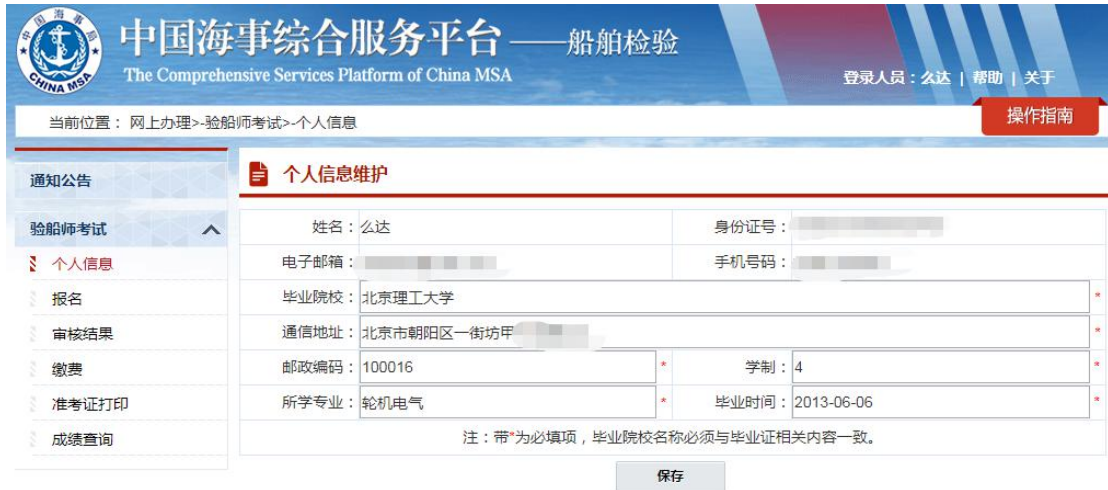 中国海事局
CHINA MSA
中国海事综合服务平台——船舶检验
The Comprehensive Services Platform of China MSA
登录人员：么达 | 帮助 | 关于
当前位置： 网上办理>-验船师考试>-个人信息
操作指南
通知公告
验船师考试
个人信息
报名
审核结果
缴费
准考证打印
成绩查询
个人信息维护
姓名：么达 身份证号：
电子邮箱： 手机号码：
毕业院校：北京理工大学 *
通信地址：北京市朝阳区一街坊甲 *
邮政编码：100016 * 学制：4 *
所学专业：轮机电气 * 毕业时间：2013-06-06 *
注：带*为必填项，毕业院校名称必须与毕业证相关内容一致。
保存